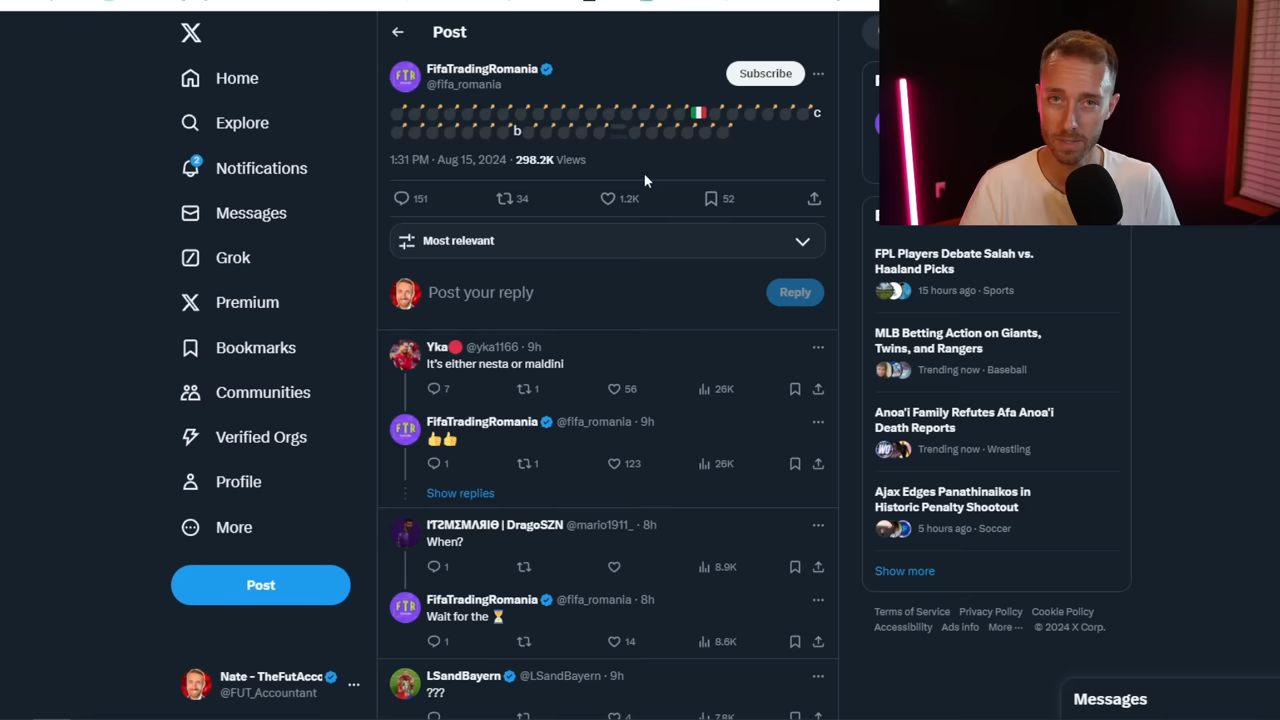 Home
Explore
2
Notifications
Messages
Grok
Premium
Bookmarks
Communities
Verified Orgs
Profile
More
Post
Nate - TheFutAcc
@FUT_Accountant
Post
FifaTradingRomania
@fifa_romania
Subscribe
💣💣💣💣💣💣💣💣💣💣💣💣💣💣🇮🇹💣💣💣💣💣c
💣💣💣💣💣💣b💣💣💣💣💣💣💣💣💣
1:31 PM · Aug 15, 2024 · 298.2K Views
151 34 1.2K 52
Most relevant
Post your reply
Reply
Yka🔴 @yka1166 · 9h
It's either nesta or maldini
7 1 56 26K
FTR
FifaTradingRomania @fifa_romania · 9h
👍👍
1 1 123 26K
Show replies
@mario1911_ · 8h
When?
1 8.9K
FTR
FifaTradingRomania @fifa_romania · 8h
Wait for the ⏳
1 14 8.6K
LSandBayern @LSandBayern · 9h
???
4 7.8K
FPL Players Debate Salah vs.
Haaland Picks
15 hours ago · Sports
MLB Betting Action on Giants,
Twins, and Rangers
Trending now · Baseball
Anoa'i Family Refutes Afa Anoa'i
Death Reports
Trending now · Wrestling
Ajax Edges Panathinaikos in
Historic Penalty Shootout
5 hours ago · Soccer
Show more
Terms of Service Privacy Policy Cookie Policy
Accessibility Ads info More ··· © 2024 X Corp.
Messages